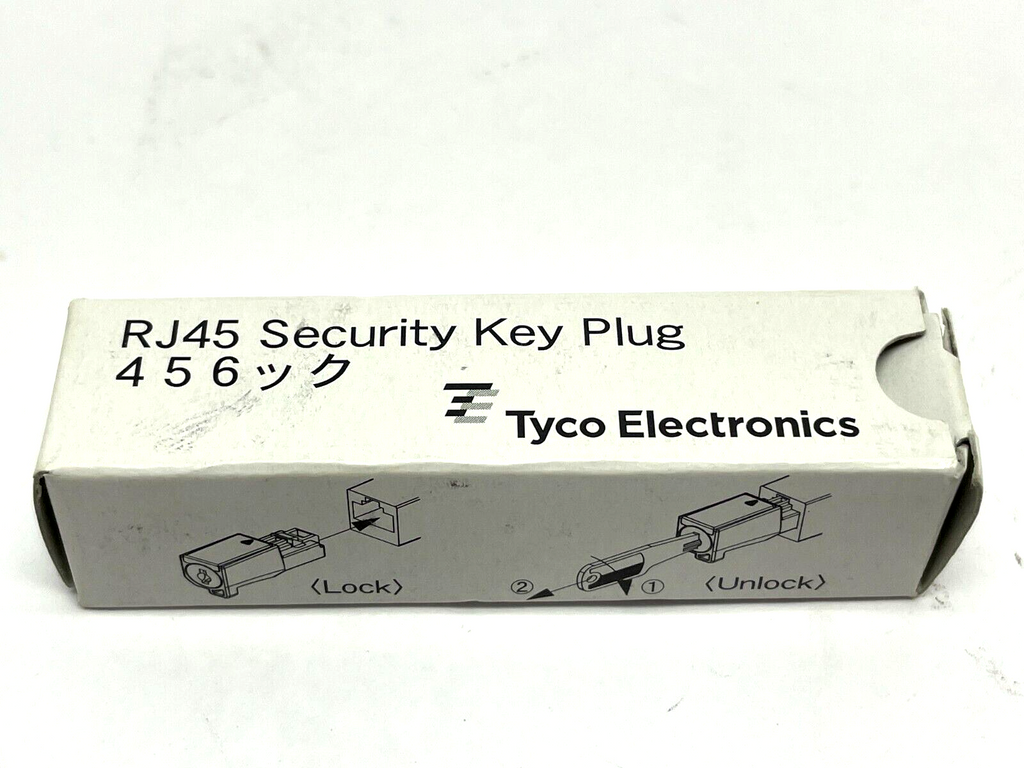 RJ45 Security Key Plug
４５６ック
Tyco Electronics
〈Lock〉
② ① 〈Unlock〉